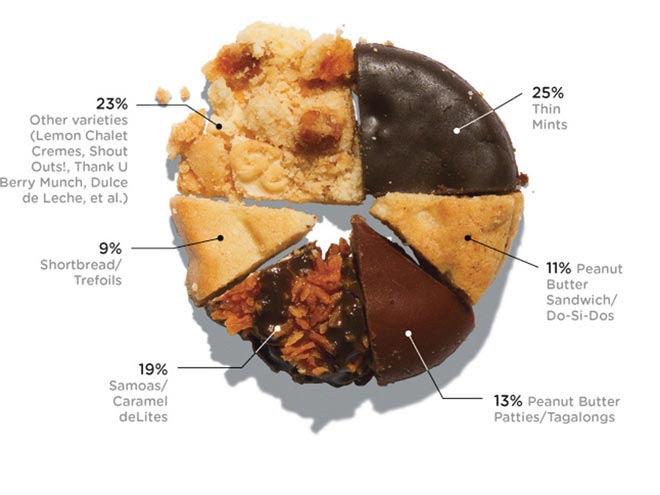 23%
Other varieties
(Lemon Chalet
Cremes, Shout
Outs!, Thank U
Berry Munch, Dulce
de Leche, et al.)
25%
Thin
Mints
9%
Shortbread/
Trefoils
11% Peanut
Butter
Sandwich/
Do-Si-Dos
19%
Samoas/
Caramel
deLites
13% Peanut Butter
Patties/Tagalongs